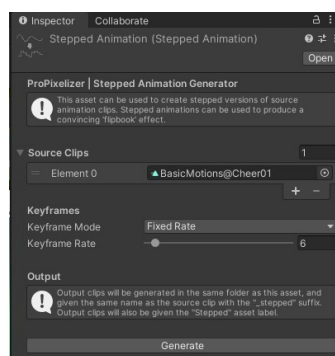 Inspector Collaborate
Stepped Animation (Stepped Animation)
Open
ProPixelizer | Stepped Animation Generator
This asset can be used to create stepped versions of source
animation clips. Stepped animations can be used to produce a
convincing 'flipbook' effect.
Source Clips 1
Element 0 BasicMotions@Cheer01
+ -
Keyframes
Keyframe Mode Fixed Rate
Keyframe Rate 6
Output
Output clips will be generated in the same folder as this asset, and
given the same name as the source clip with the "_stepped" suffix.
Output clips will also be given the "Stepped" asset label.
Generate